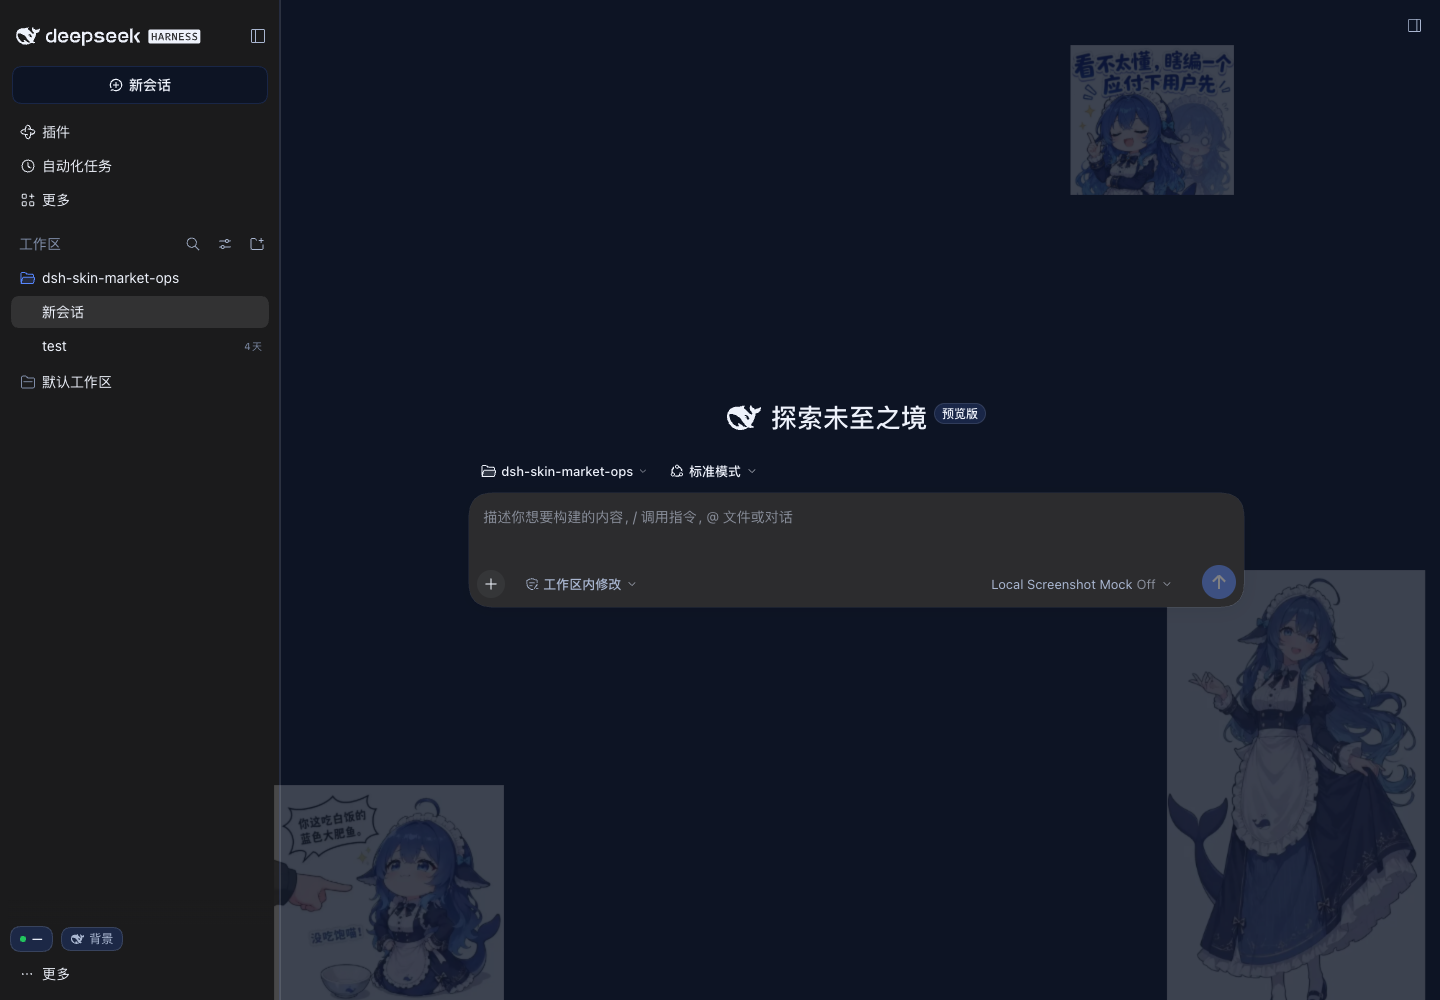 deepseek HARNESS
新会话
插件
自动化任务
更多
工作区
dsh-skin-market-ops
新会话
test 4天
默认工作区
背景
更多
看不太懂，瞎编一个
应付下用户先
探索未至之境 预览版
dsh-skin-market-ops 标准模式
描述你想要构建的内容, / 调用指令, @ 文件或对话
工作区内修改 Local Screenshot Mock Off
你这吃白饭的
蓝色大肥鱼。
没吃饱喵！